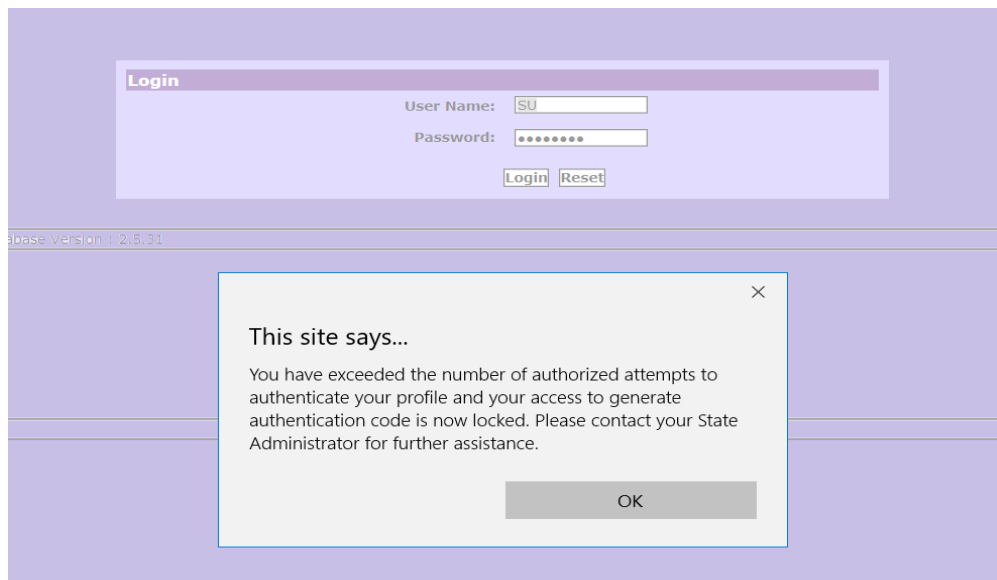 Login
User Name: SU
Password: ••••••••
Login Reset
abase Version : 2.5.31
This site says...
You have exceeded the number of authorized attempts to
authenticate your profile and your access to generate
authentication code is now locked. Please contact your State
Administrator for further assistance.
OK